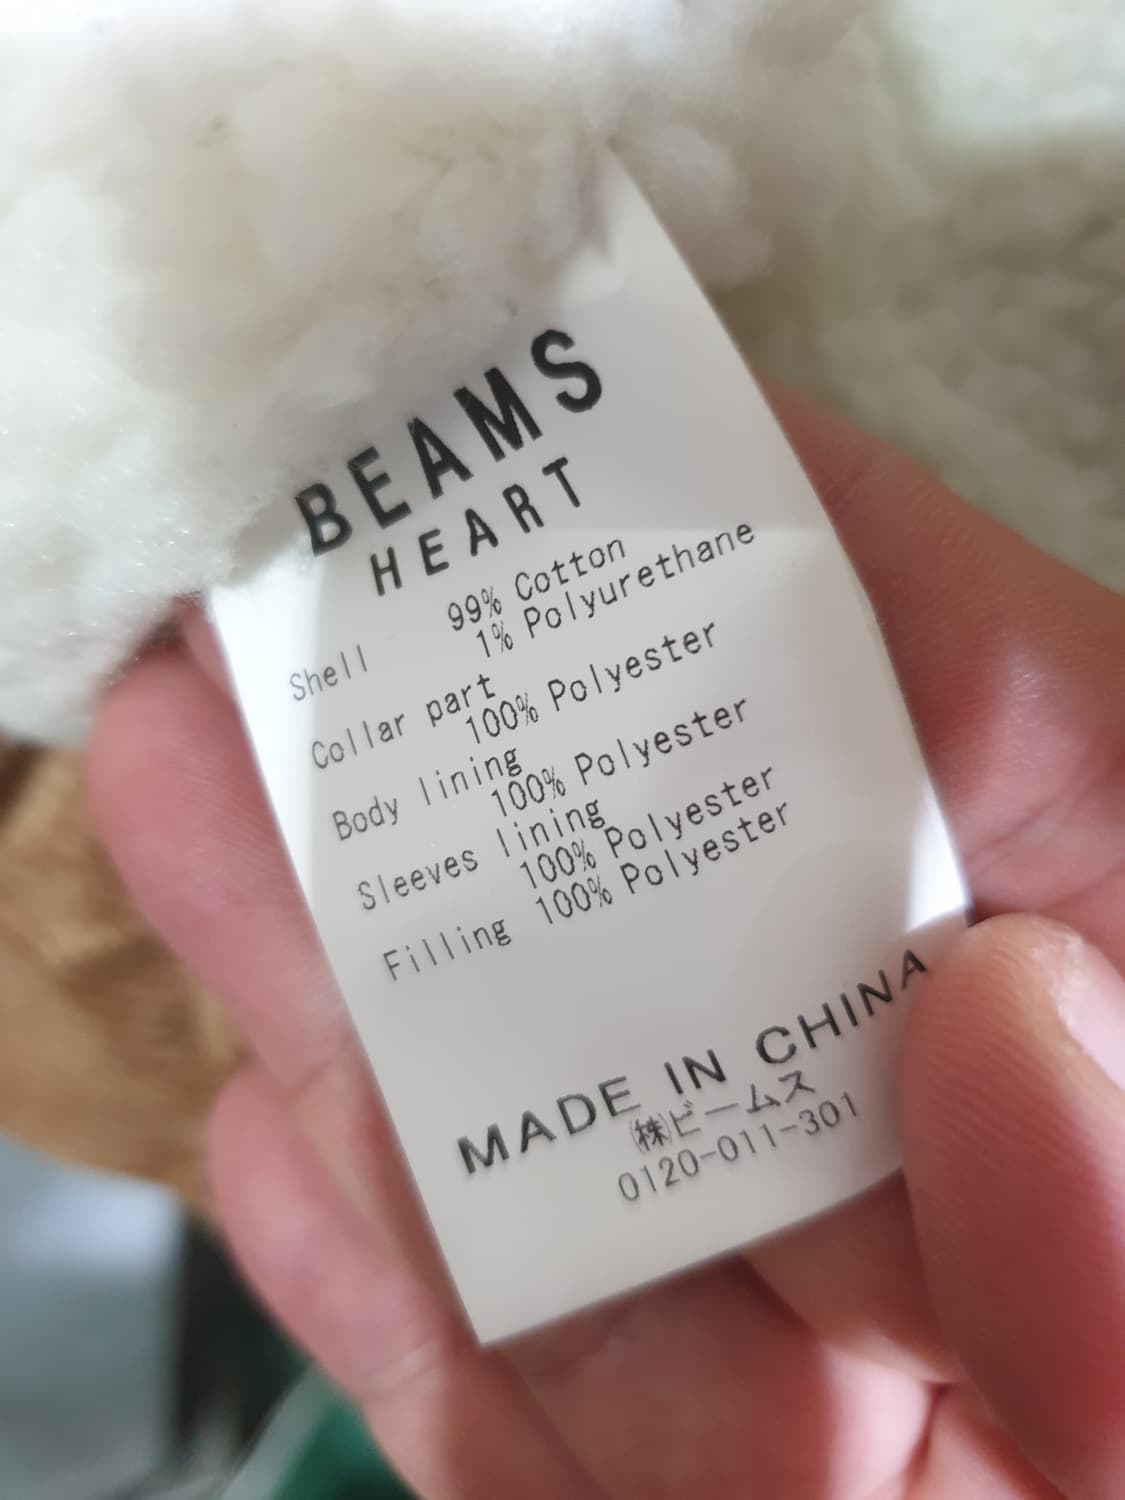 BEAMS
HEART
Shell 99% Cotton
1% Polyurethane
Collar part
100% Polyester
Body lining
100% Polyester
Sleeves lining
100% Polyester
Filling 100% Polyester
MADE IN CHINA
㈱ビームス
0120-011-301